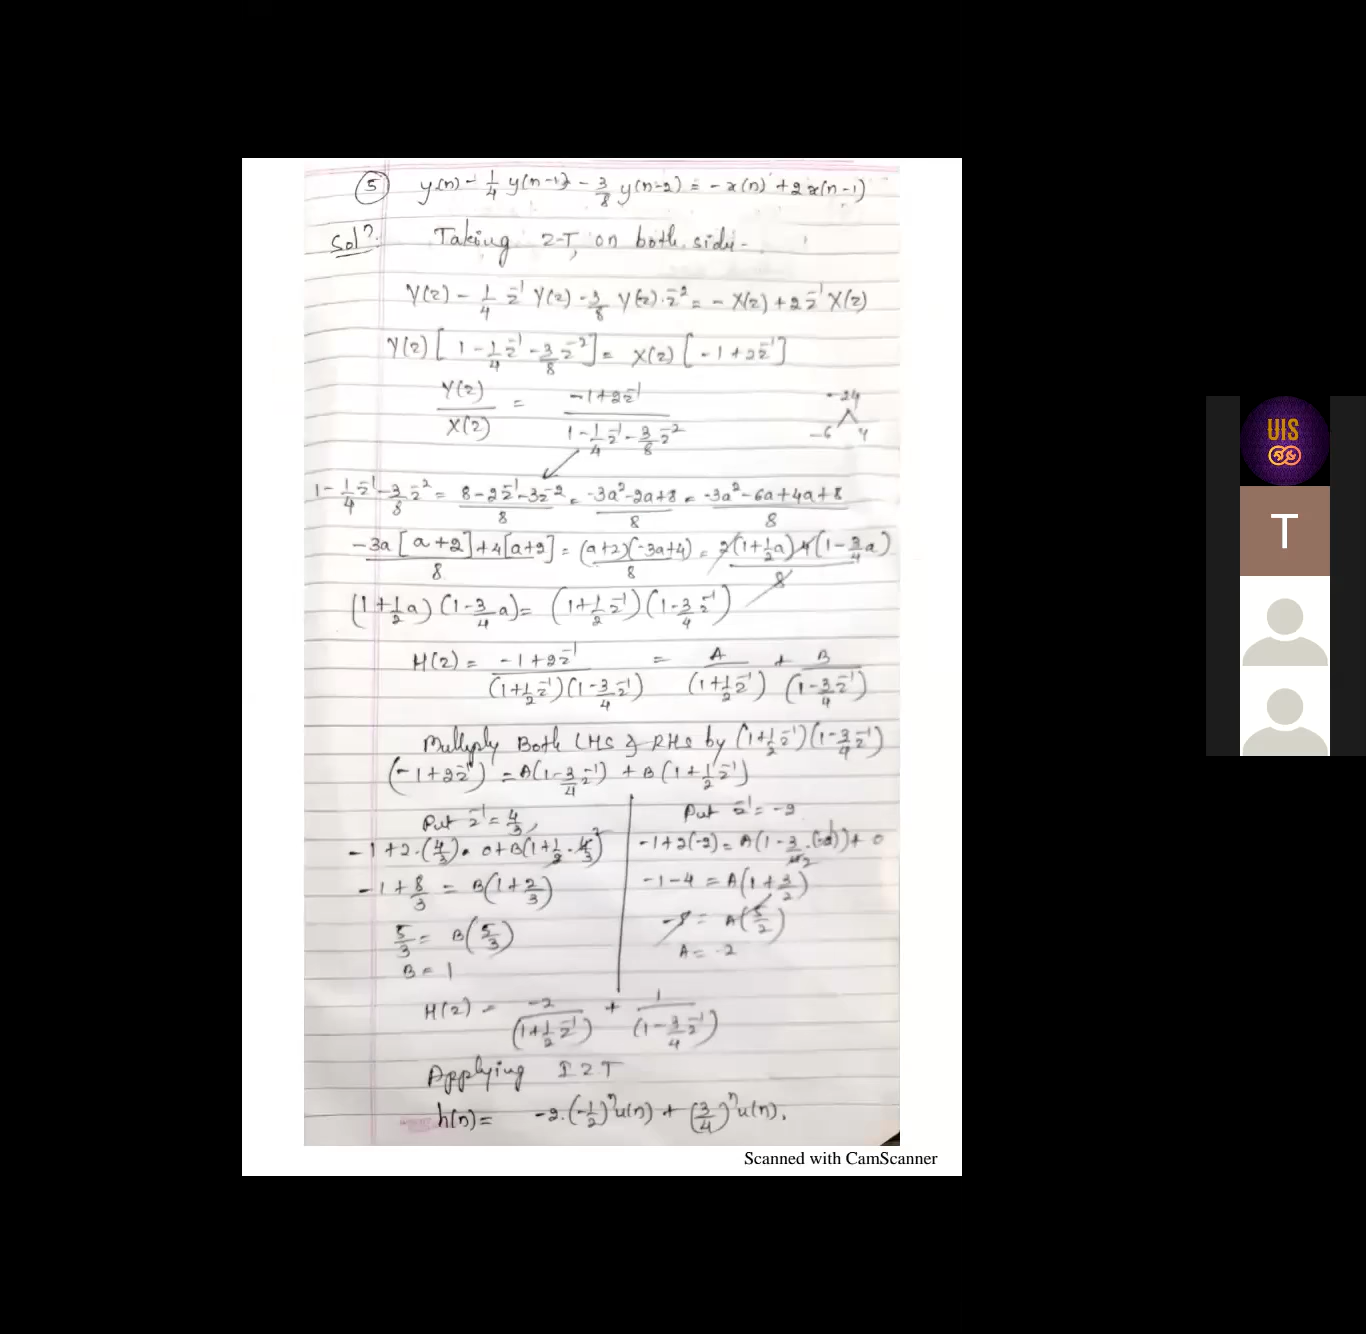 5 y(n) - 1/4 y(n-1) - 3/8 y(n-2) = - x(n) + 2 x(n-1)
Solⁿ. Taking Z-T, on both side-
Y(z) - 1/4 z⁻¹ Y(z) - 3/8 Y(z).z⁻² = - X(z) + 2z⁻¹ X(z)
Y(z) [ 1 - 1/4 z⁻¹ - 3/8 z⁻² ] = X(z) [ -1 + 2z⁻¹ ]
Y(z)/X(z) = (-1 + 2z⁻¹)/(1 - 1/4 z⁻¹ - 3/8 z⁻²)
-24
-6 4
1 - 1/4 z⁻¹ - 3/8 z⁻² = (8 - 2z⁻¹ - 3z⁻²)/8 = (-3a² - 2a + 8)/8 = (-3a² - 6a + 4a + 8)/8
(-3a [a+2] + 4[a+2])/8 = (a+2)(-3a+4)/8 = 2(1+1/2 a) 4(1-3/4 a)/8
(1+1/2 a) (1-3/4 a) = (1+1/2 z⁻¹) (1-3/4 z⁻¹)
H(z) = (-1+2z⁻¹)/((1+1/2 z⁻¹)(1-3/4 z⁻¹)) = A/(1+1/2 z⁻¹) + B/(1-3/4 z⁻¹)
Multiply Both LHS & RHS by (1+1/2 z⁻¹)(1-3/4 z⁻¹)
(-1+2z⁻¹) = A(1-3/4 z⁻¹) + B(1+1/2 z⁻¹)
Put z⁻¹ = 4/3,
-1+2.(4/3) = 0+B(1+1/2 . 4/3)
-1 + 8/3 = B(1+2/3)
5/3 = B(5/3)
B = 1
Put z⁻¹ = -2
-1+2(-2) = A(1-3/4 .(-2)) + 0
-1-4 = A(1+3/2)
-5 = A(5/2)
A = -2
H(z) = -2/(1+1/2 z⁻¹) + 1/(1-3/4 z⁻¹)
Applying IZT
h(n) = -2.(-1/2)ⁿ u(n) + (3/4)ⁿ u(n).
Scanned with CamScanner
UIS
T